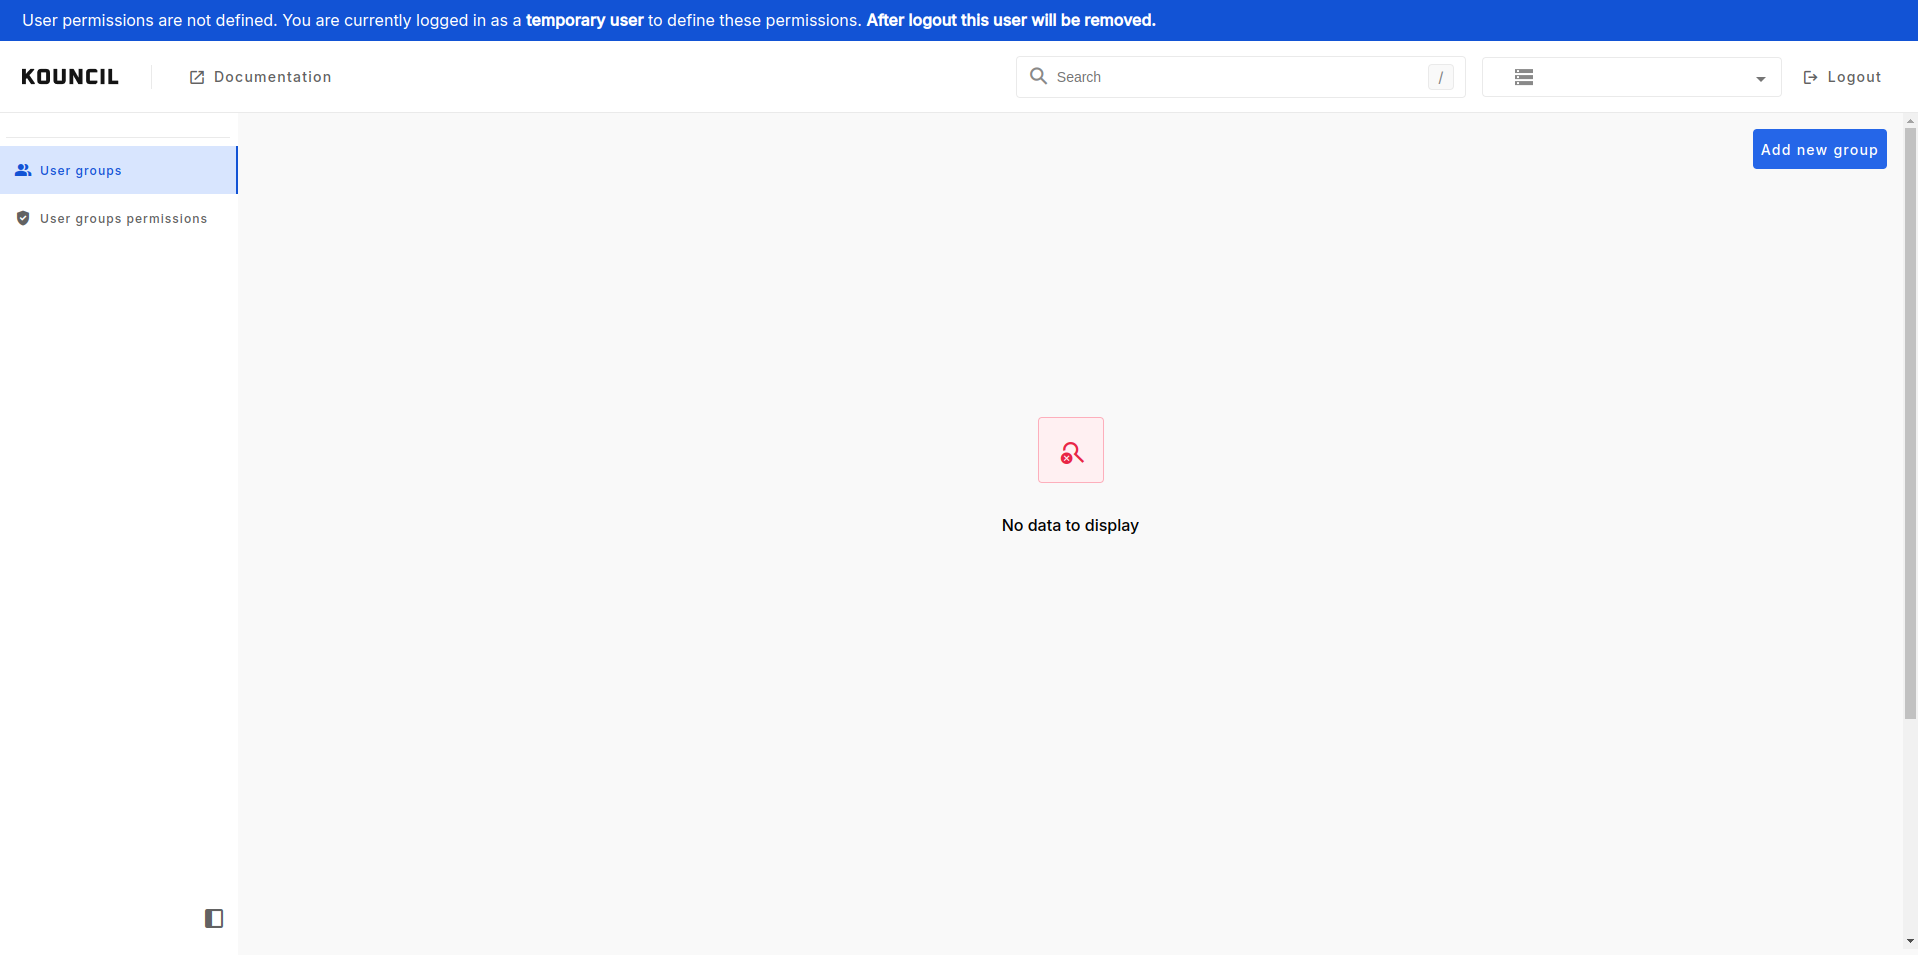 User permissions are not defined. You are currently logged in as a temporary user to define these permissions. After logout this user will be removed.
KOUNCIL
Documentation
Search
/
Logout
Add new group
User groups
User groups permissions
No data to display